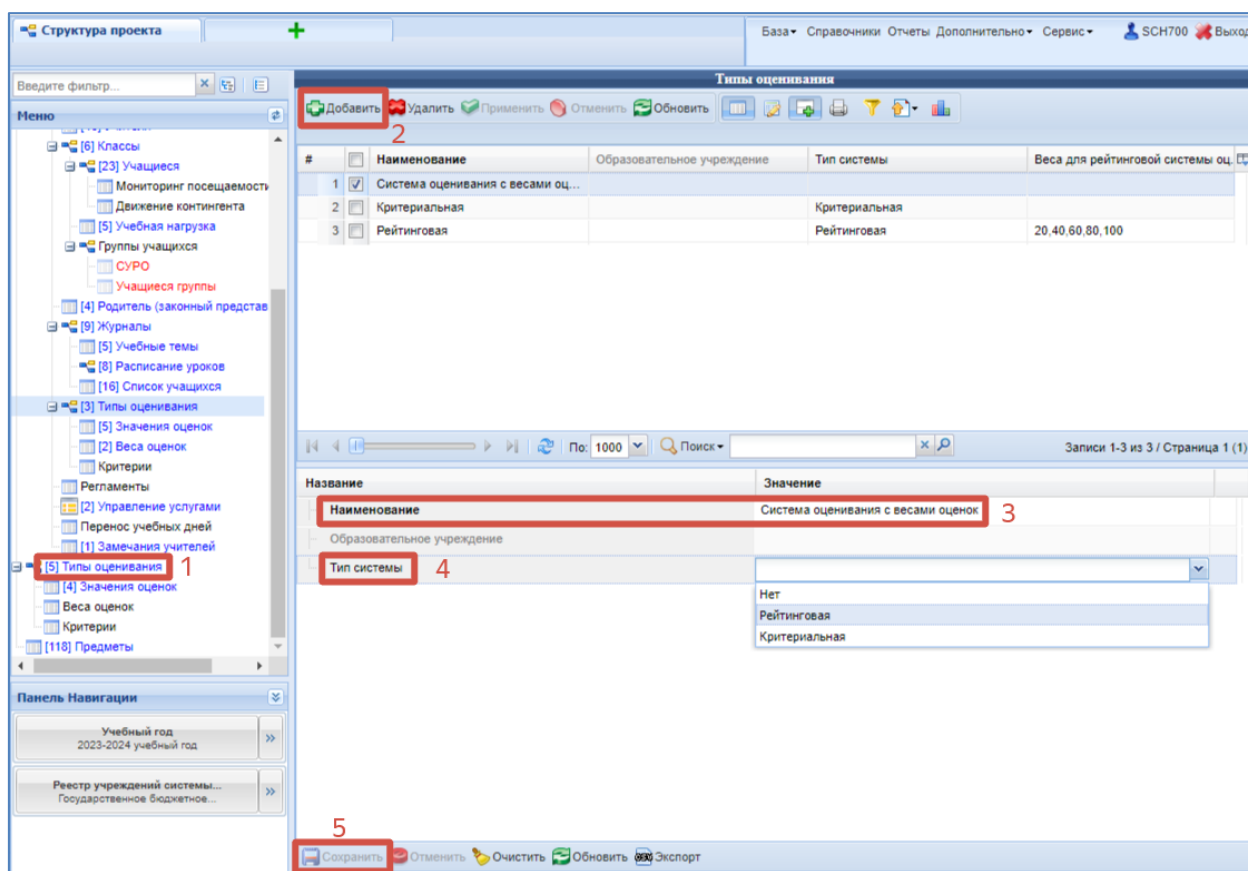 Структура проекта
База Справочники Отчеты Дополнительно Сервис SCH700 Выход
Введите фильтр...
Типы оценивания
Меню
Добавить Удалить Применить Отменить Обновить
2
[6] Классы
[23] Учащиеся
Мониторинг посещаемости
Движение контингента
[5] Учебная нагрузка
Группы учащихся
СУРО
Учащиеся группы
[4] Родитель (законный представ
[9] Журналы
[5] Учебные темы
[8] Расписание уроков
[16] Список учащихся
[3] Типы оценивания
[5] Значения оценок
[2] Веса оценок
Критерии
Регламенты
[2] Управление услугами
Перенос учебных дней
[1] Замечания учителей
[5] Типы оценивания 1
[4] Значения оценок
Веса оценок
Критерии
[118] Предметы
# Наименование Образовательное учреждение Тип системы Веса для рейтинговой системы оц.
1 Система оценивания с весами оц...
2 Критериальная Критериальная
3 Рейтинговая Рейтинговая 20,40,60,80,100
По: 1000 Поиск Записи 1-3 из 3 / Страница 1 (1)
Название Значение
Наименование Система оценивания с весами оценок 3
Образовательное учреждение
Тип системы 4
Нет
Рейтинговая
Критериальная
Панель Навигации
Учебный год
2023-2024 учебный год
Реестр учреждений системы...
Государственное бюджетное...
5
Сохранить Отменить Очистить Обновить Экспорт